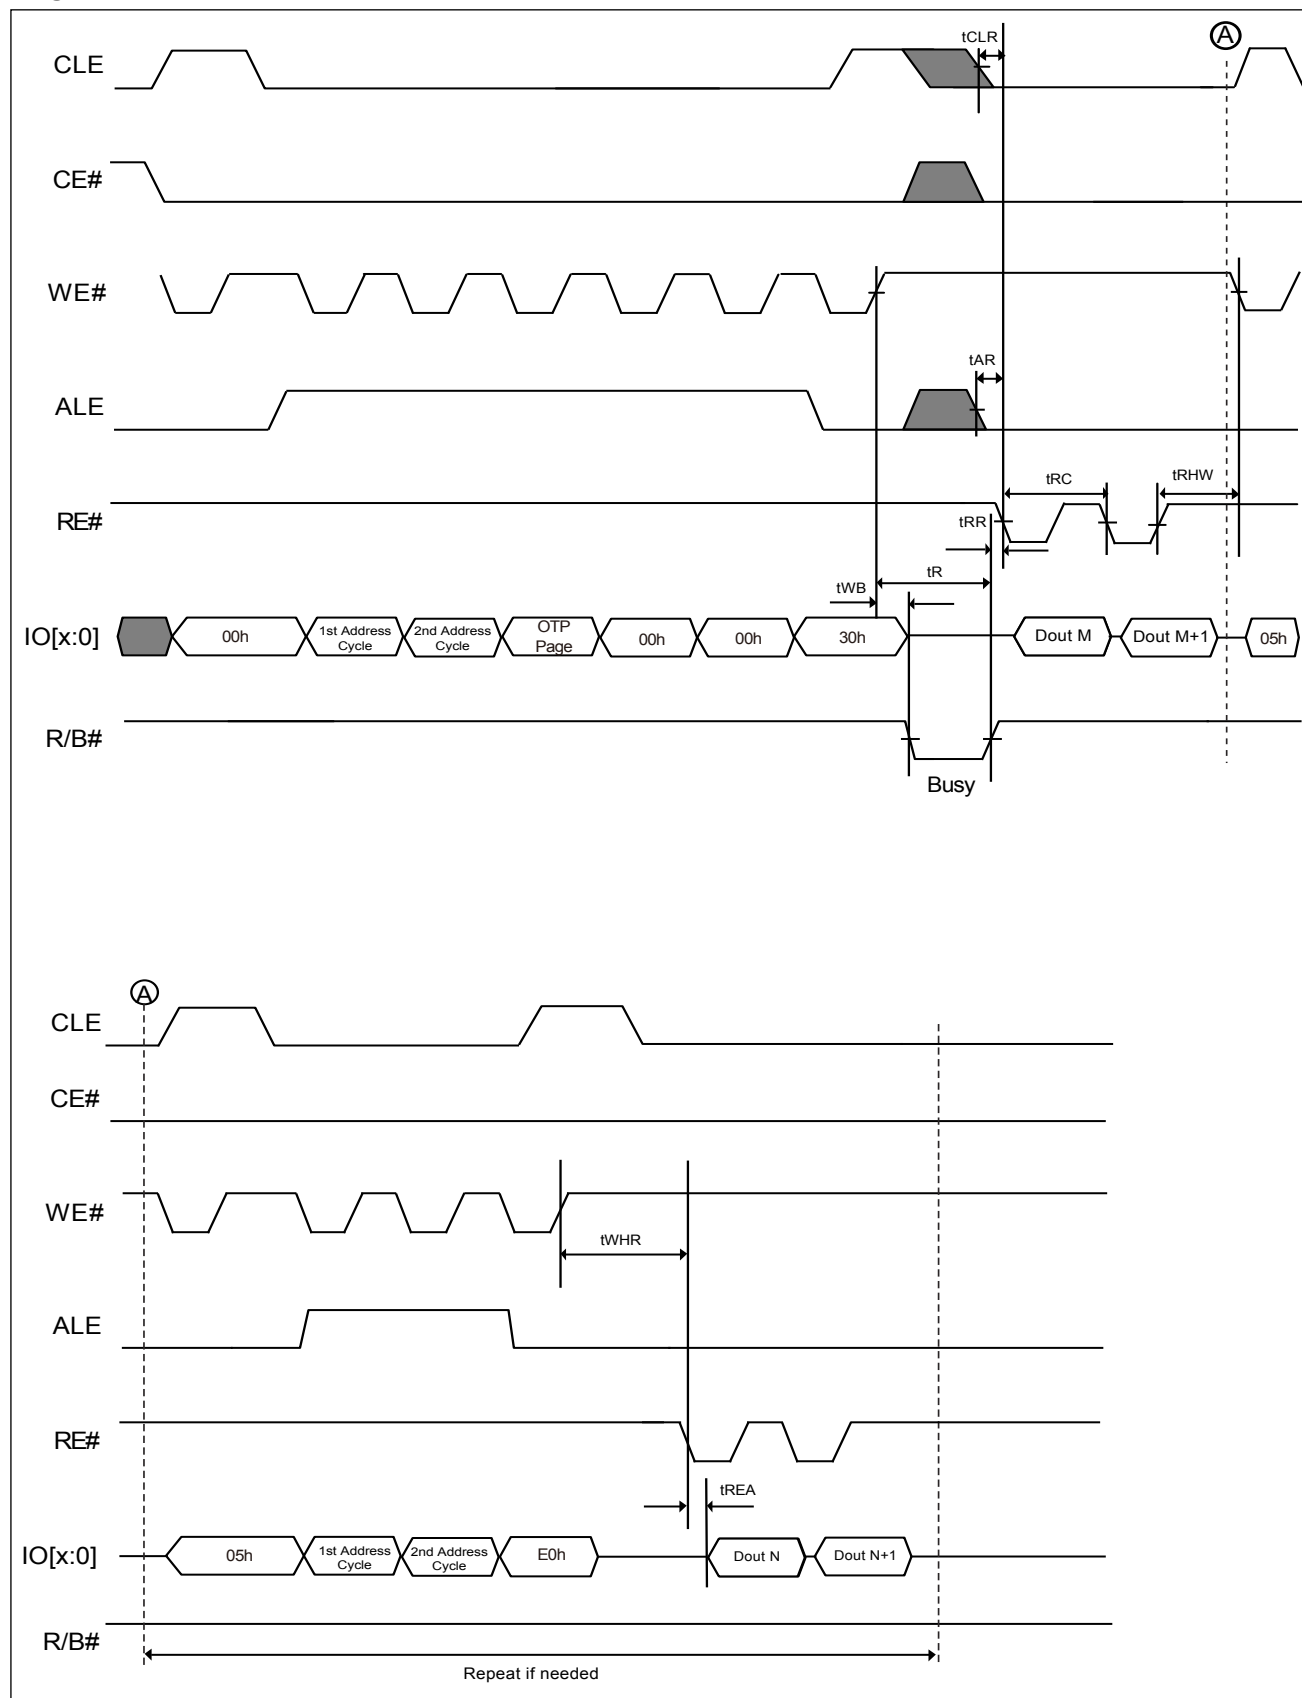 tCLR
A
CLE
CE#
WE#
tAR
ALE
tRC
tRHW
RE#
tRR
tR
tWB
IO[x:0]
00h
1st Address
Cycle
2nd Address
Cycle
OTP
Page
00h
00h
30h
Dout M
Dout M+1
05h
R/B#
Busy
A
CLE
CE#
WE#
tWHR
ALE
RE#
tREA
IO[x:0]
05h
1st Address
Cycle
2nd Address
Cycle
E0h
Dout N
Dout N+1
R/B#
Repeat if needed